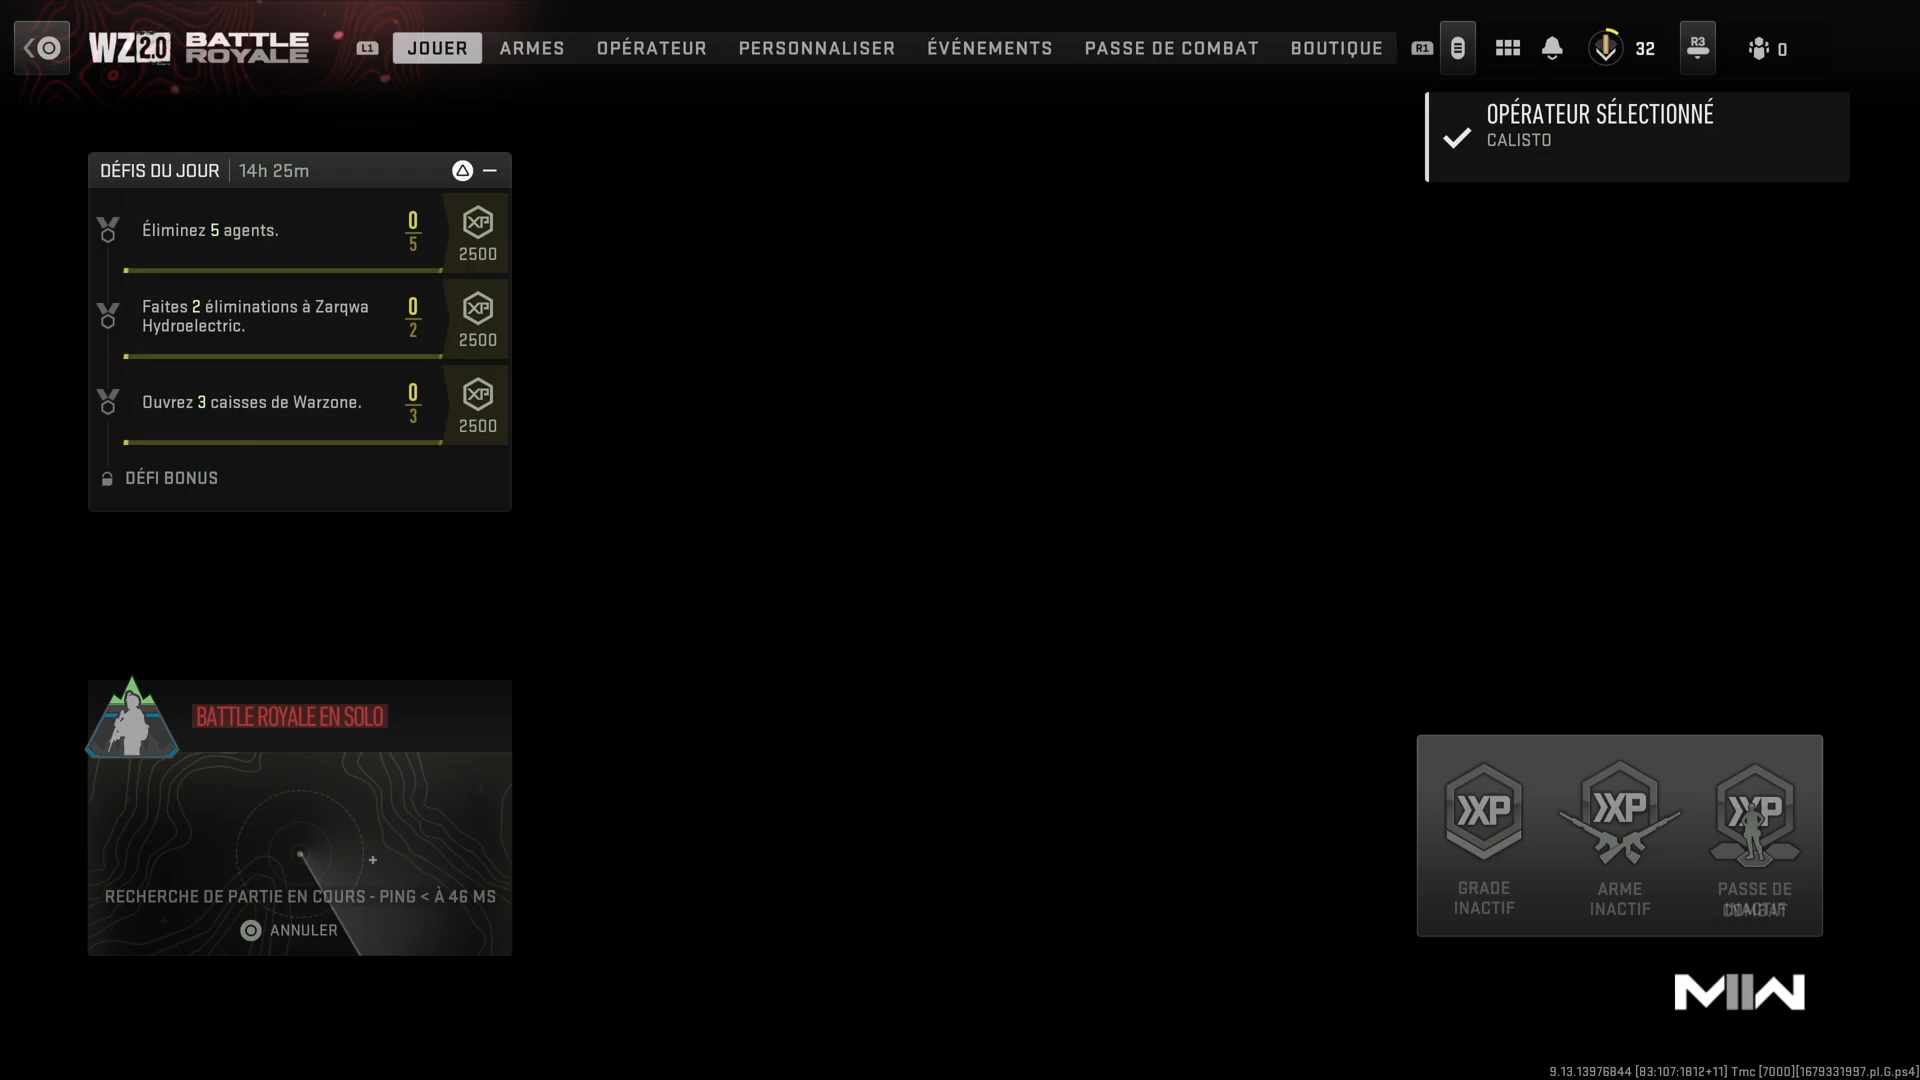 WZ2.0 BATTLE ROYALE
L1 JOUER ARMES OPÉRATEUR PERSONNALISER ÉVÉNEMENTS PASSE DE COMBAT BOUTIQUE R1 32 R3 0
OPÉRATEUR SÉLECTIONNÉ
CALISTO
DÉFIS DU JOUR 14h 25m
Éliminez 5 agents.
0
5
XP
2500
Faites 2 éliminations à Zarqwa
Hydroelectric.
0
2
XP
2500
Ouvrez 3 caisses de Warzone.
0
3
XP
2500
DÉFI BONUS
BATTLE ROYALE EN SOLO
RECHERCHE DE PARTIE EN COURS - PING < À 46 MS
ANNULER
XP
GRADE
INACTIF
XP
ARME
INACTIF
XP
PASSE DE
COMBAT
INACTIF
MIIW
9.13.13976844 [83:107:1812+11] Tmc [7000][1679331997.pl.G.ps4]